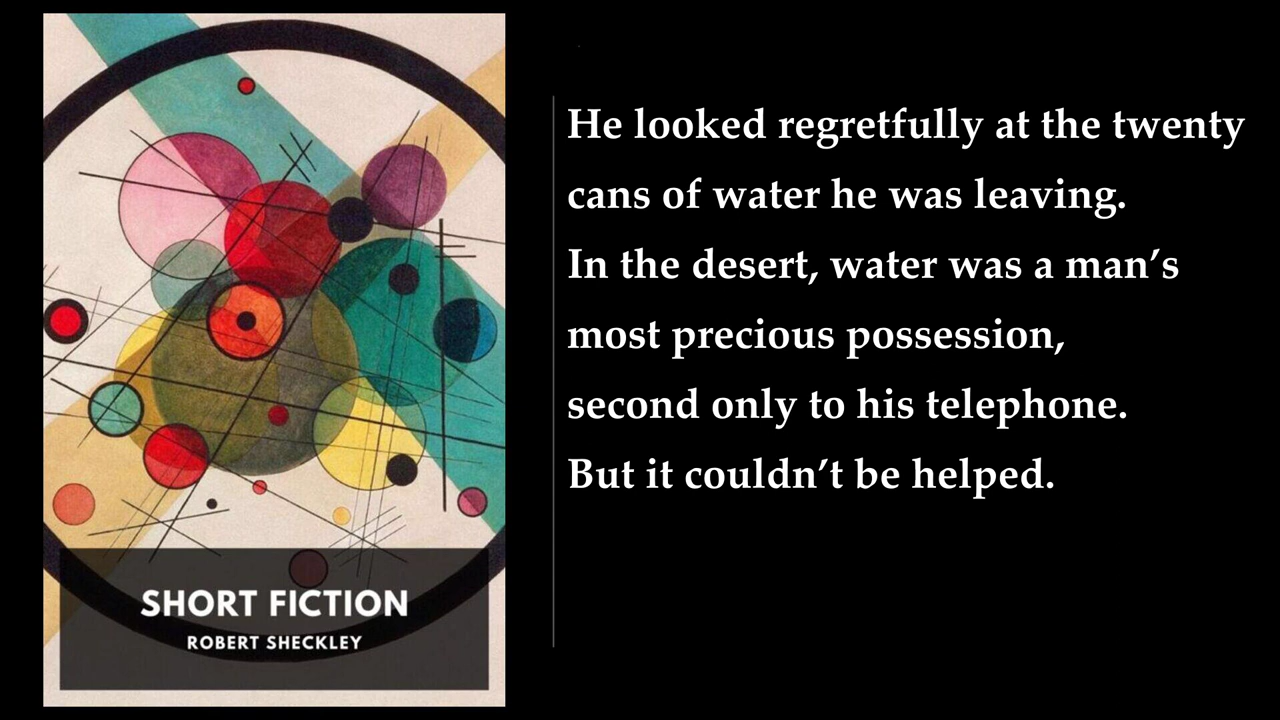 SHORT FICTION
ROBERT SHECKLEY
He looked regretfully at the twenty
cans of water he was leaving.
In the desert, water was a man’s
most precious possession,
second only to his telephone.
But it couldn’t be helped.